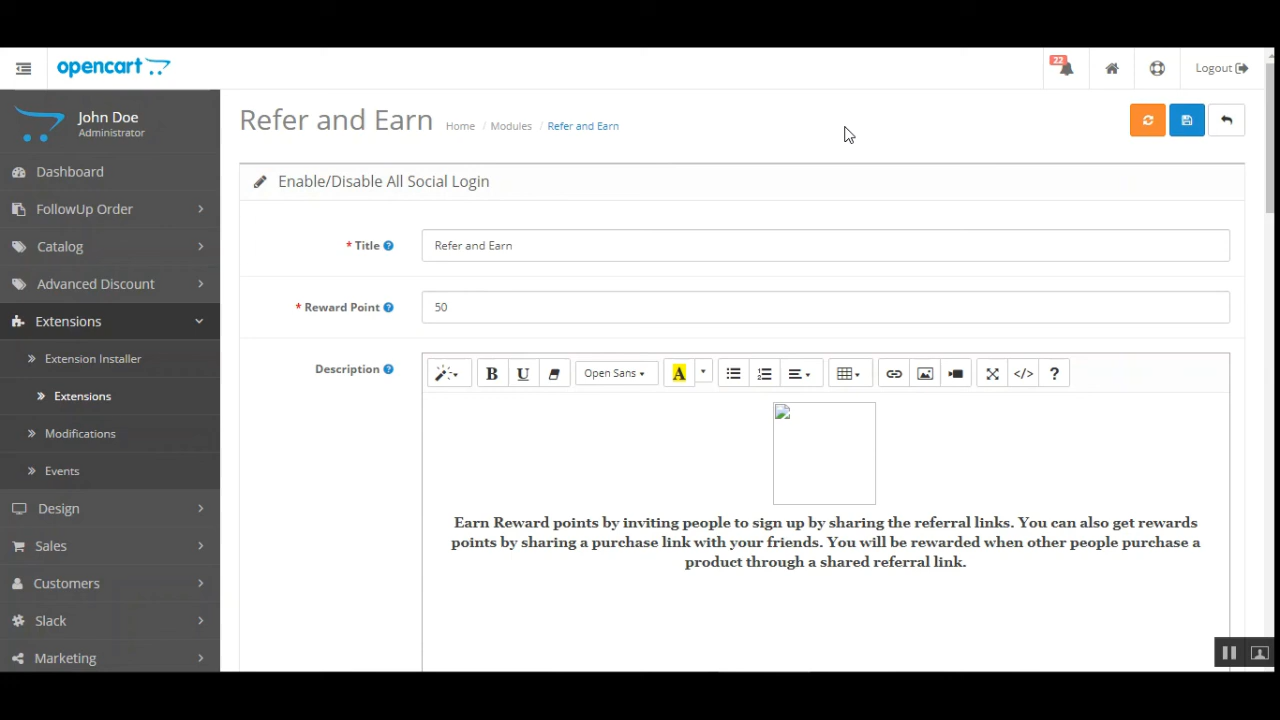 opencart
22
Logout
John Doe
Administrator
Refer and Earn
Home / Modules / Refer and Earn
Dashboard
FollowUp Order
Catalog
Advanced Discount
Extensions
Extension Installer
Extensions
Modifications
Events
Design
Sales
Customers
Slack
Marketing
Enable/Disable All Social Login
* Title ?
Refer and Earn
* Reward Point ?
50
Description ?
B U Open Sans A </> ?
Earn Reward points by inviting people to sign up by sharing the referral links. You can also get rewards
points by sharing a purchase link with your friends. You will be rewarded when other people purchase a
product through a shared referral link.